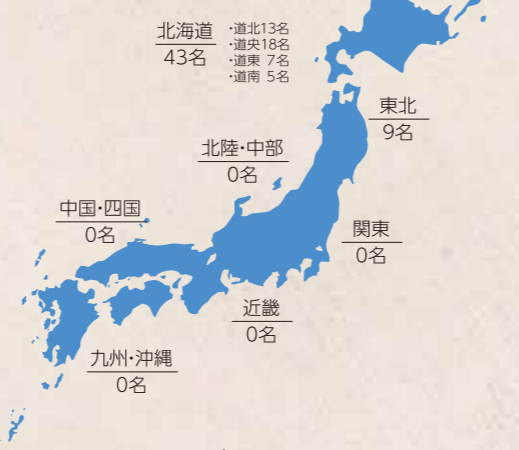 北海道
43名
・道北13名
・道央18名
・道東 7名
・道南 5名
東北
9名
北陸・中部
0名
中国・四国
0名
関東
0名
近畿
0名
九州・沖縄
0名